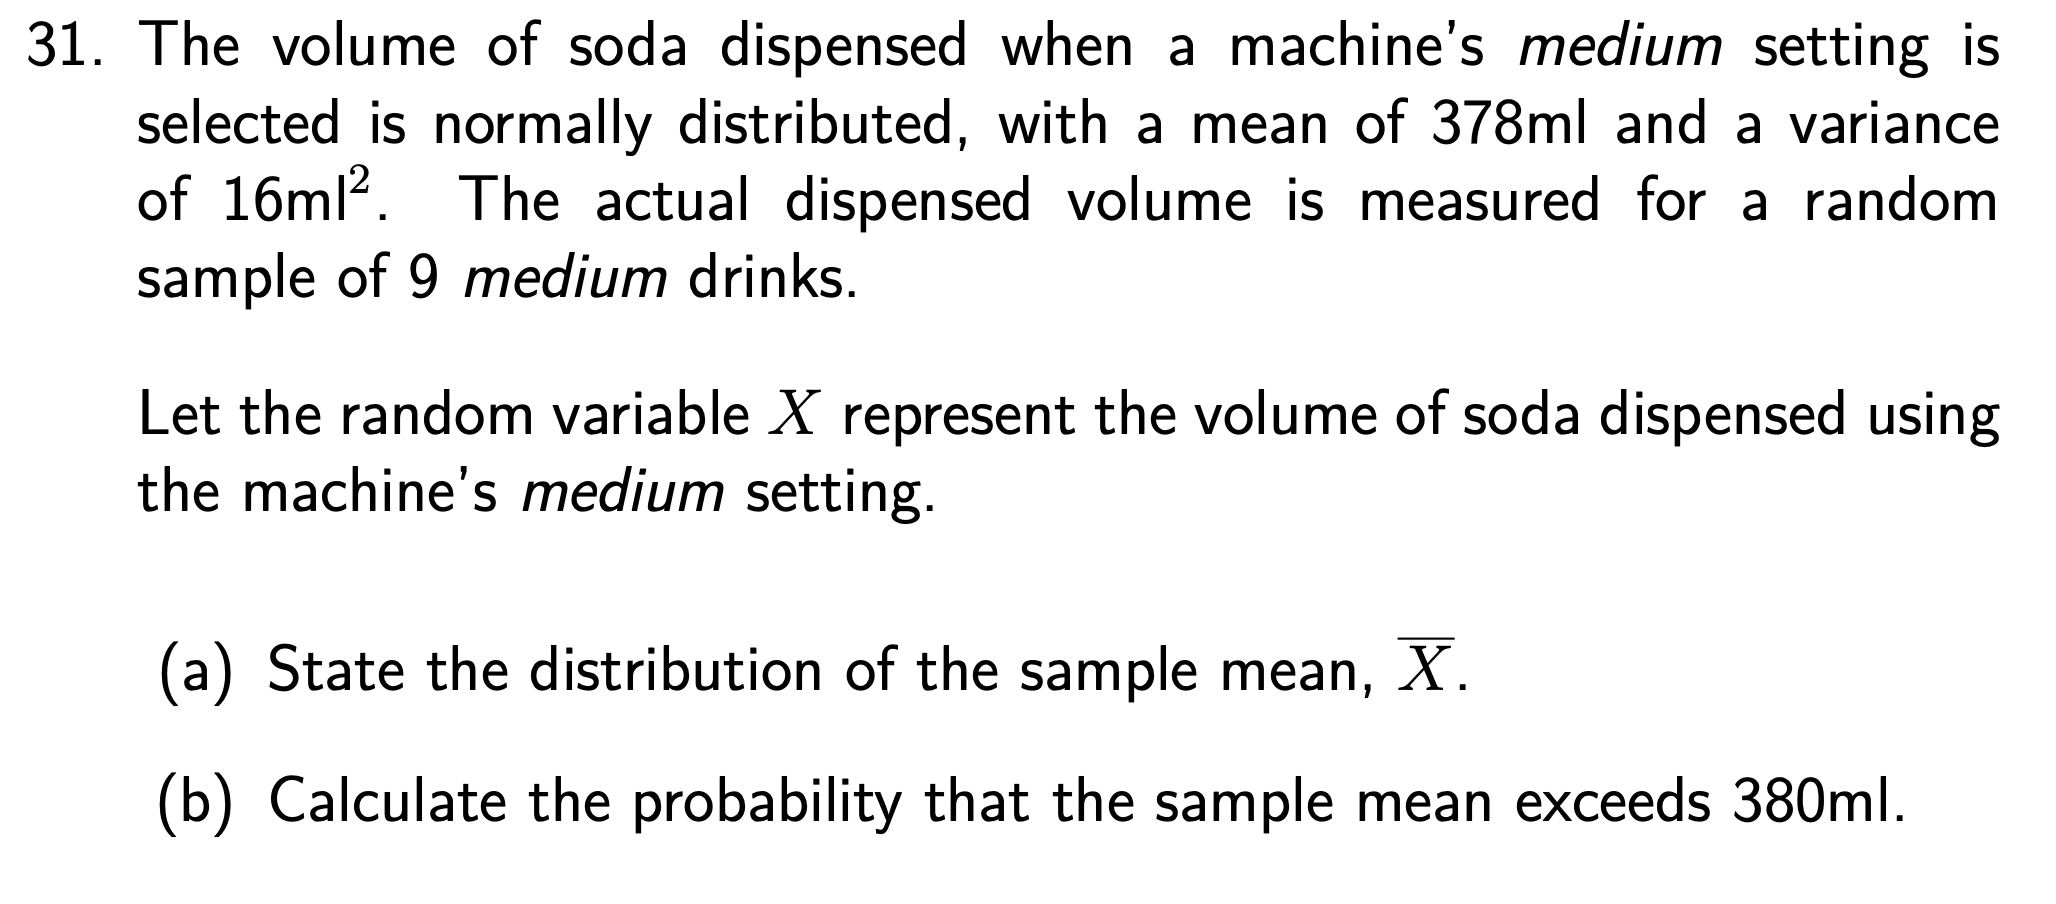 31. The volume of soda dispensed when a machine's medium setting is
selected is normally distributed, with a mean of 378ml and a variance
of 16ml². The actual dispensed volume is measured for a random
sample of 9 medium drinks.
Let the random variable X represent the volume of soda dispensed using
the machine's medium setting.
(a) State the distribution of the sample mean, X̅.
(b) Calculate the probability that the sample mean exceeds 380ml.